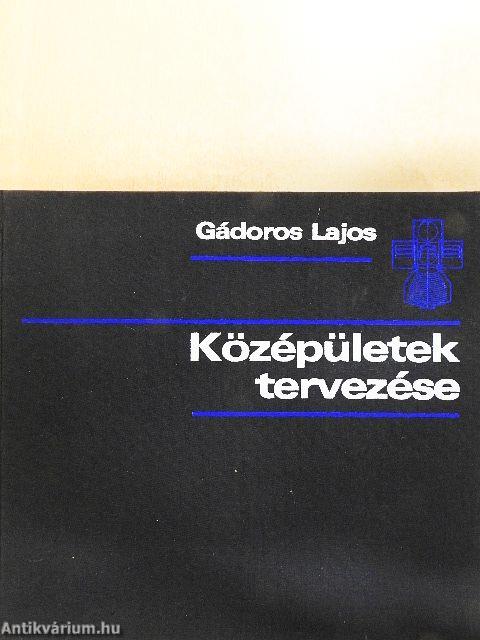 Gádoros Lajos
Középületek
tervezése
Antikvárium.hu